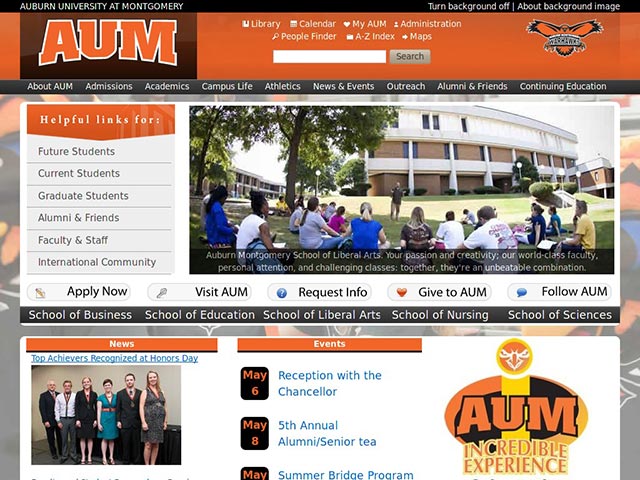 AUBURN UNIVERSITY AT MONTGOMERY
Turn background off | About background image
AUM
Library Calendar My AUM Administration
People Finder A-Z Index Maps
Search
WARHAWKS
About AUM Admissions Academics Campus Life Athletics News & Events Outreach Alumni & Friends Continuing Education
Helpful links for:
Future Students
Current Students
Graduate Students
Alumni & Friends
Faculty & Staff
International Community
Auburn Montgomery School of Liberal Arts. Your passion and creativity; our world-class faculty,
personal attention, and challenging classes: together, they're an unbeatable combination.
Apply Now Visit AUM Request Info Give to AUM Follow AUM
School of Business School of Education School of Liberal Arts School of Nursing School of Sciences
News
Top Achievers Recognized at Honors Day
Events
May 6
Reception with the
Chancellor
May 8
5th Annual
Alumni/Senior tea
May
Summer Bridge Program
AUM
INCREDIBLE
EXPERIENCE